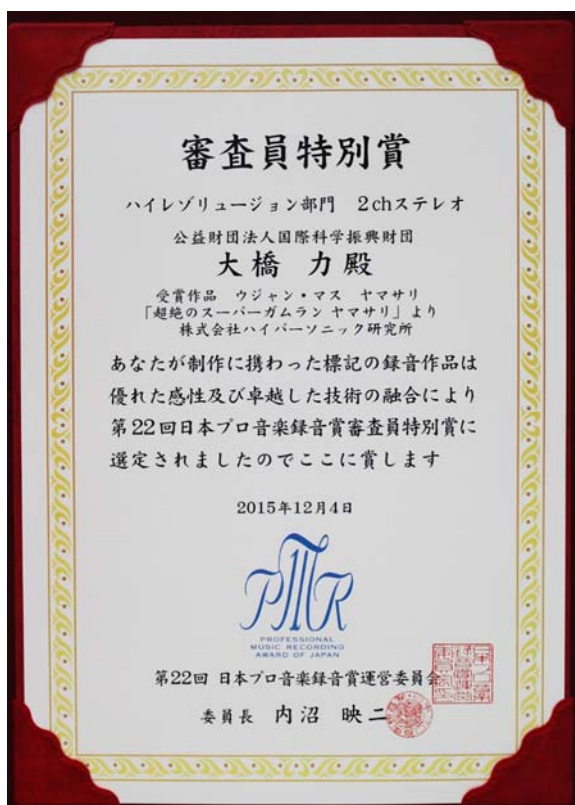 審査員特別賞
ハイレゾリューション部門　2chステレオ
公益財団法人国際科学振興財団
大橋 力殿
受賞作品　ウジャン・マス ヤマサリ
「超絶のスーパーガムラン ヤマサリ」より
株式会社ハイパーソニック研究所
あなたが制作に携わった標記の録音作品は
優れた感性及び卓越した技術の融合により
第22回日本プロ音楽録音賞審査員特別賞に
選定されましたのでここに賞します
2015年12月4日
PMR
PROFESSIONAL
MUSIC RECORDING
AWARD OF JAPAN
第22回 日本プロ音楽録音賞運営委員会
委員長　内沼 映二